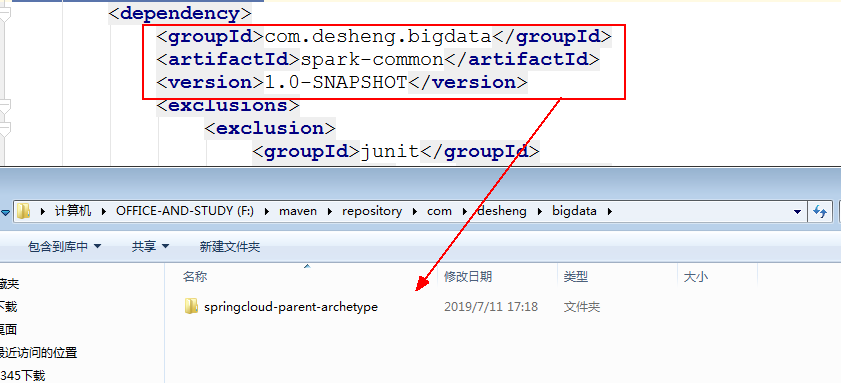 <dependency>
<groupId>com.desheng.bigdata</groupId>
<artifactId>spark-common</artifactId>
<version>1.0-SNAPSHOT</version>
<exclusions>
<exclusion>
<groupId>junit</groupId>
计算机 OFFICE-AND-STUDY (F:) maven repository com desheng bigdata
包含到库中 共享 新建文件夹
名称 修改日期 类型 大小
springcloud-parent-archetype 2019/7/11 17:18 文件夹
藏夹
下载
桌面
最近访问的位置
345下载